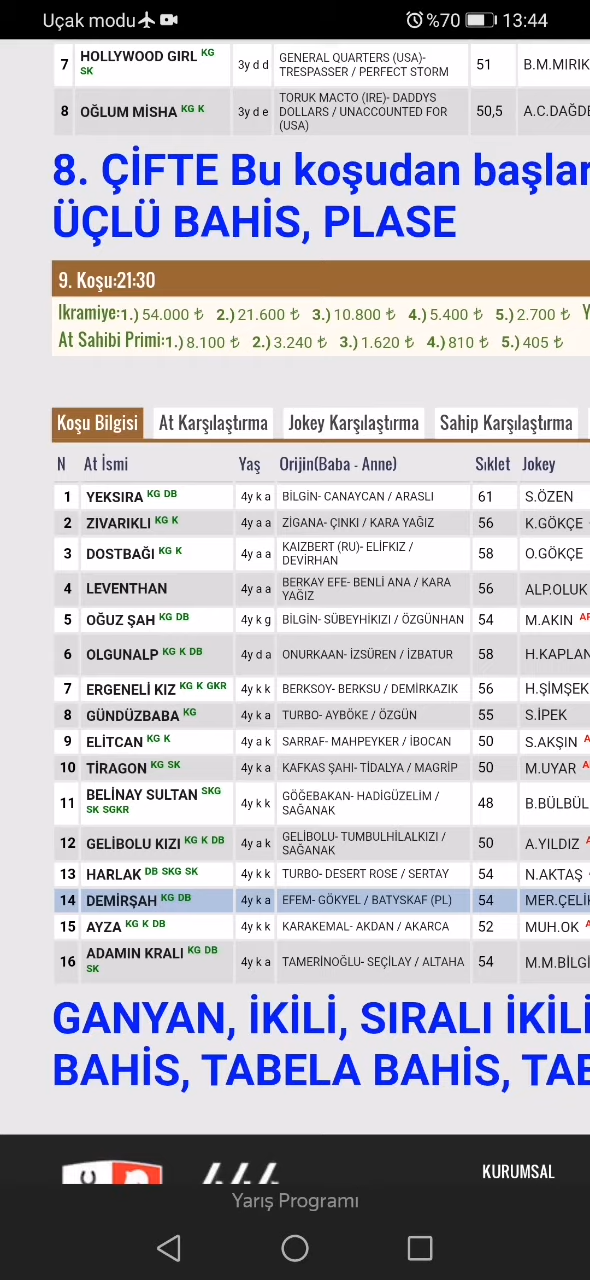 Uçak modu %70 13:44
7 HOLLYWOOD GIRL KG SK 3y d d GENERAL QUARTERS (USA)- TRESPASSER / PERFECT STORM 51 B.M.MIRIK
8 OĞLUM MİSHA KG K 3y d e TORUK MACTO (IRE)- DADDYS DOLLARS / UNACCOUNTED FOR (USA) 50,5 A.C.DAĞDE
8. ÇİFTE Bu koşudan başlar
ÜÇLÜ BAHİS, PLASE
9. Koşu:21:30
Ikramiye:1.) 54.000 ₺ 2.) 21.600 ₺ 3.) 10.800 ₺ 4.) 5.400 ₺ 5.) 2.700 ₺ Y
At Sahibi Primi:1.) 8.100 ₺ 2.) 3.240 ₺ 3.) 1.620 ₺ 4.) 810 ₺ 5.) 405 ₺
Koşu Bilgisi At Karşılaştırma Jokey Karşılaştırma Sahip Karşılaştırma
N At İsmi Yaş Orijin(Baba - Anne) Sıklet Jokey
1 YEKSIRA KG DB 4y k a BİLGİN- CANAYCAN / ARASLI 61 S.ÖZEN
2 ZIVARIKLI KG K 4y a a ZİGANA- ÇINKI / KARA YAĞIZ 56 K.GÖKÇE
3 DOSTBAĞI KG K 4y a a KAIZBERT (RU)- ELİFKIZ / DEVİRHAN 58 O.GÖKÇE
4 LEVENTHAN 4y a a BERKAY EFE- BENLİ ANA / KARA YAĞIZ 56 ALP.OLUK
5 OĞUZ ŞAH KG DB 4y k g BİLGİN- SÜBEYHİKIZI / ÖZGÜNHAN 54 M.AKIN AP
6 OLGUNALP KG K DB 4y d a ONURKAAN- İZSÜREN / İZBATUR 58 H.KAPLAN
7 ERGENELİ KIZ KG K GKR 4y k k BERKSOY- BERKSU / DEMİRKAZIK 56 H.ŞİMŞEK
8 GÜNDÜZBABA KG 4y k a TURBO- AYBÖKE / ÖZGÜN 55 S.İPEK
9 ELİTCAN KG K 4y a k SARRAF- MAHPEYKER / İBOCAN 50 S.AKŞIN A
10 TİRAGON KG SK 4y k a KAFKAS ŞAHI- TİDALYA / MAGRİP 50 M.UYAR A
11 BELİNAY SULTAN SKG SK SGKR 4y k k GÖĞEBAKAN- HADİGÜZELİM / SAĞANAK 48 B.BÜLBÜL
12 GELİBOLU KIZI KG K DB 4y a k GELİBOLU- TUMBULHİLALKIZI / SAĞANAK 50 A.YILDIZ A
13 HARLAK DB SKG SK 4y k k TURBO- DESERT ROSE / SERTAY 54 N.AKTAŞ
14 DEMİRŞAH KG DB 4y k a EFEM- GÖKYEL / BATYSKAF (PL) 54 MER.ÇELİK
15 AYZA KG K DB 4y k k KARAKEMAL- AKDAN / AKARCA 52 MUH.OK A
16 ADAMIN KRALI KG DB SK 4y k a TAMERİNOĞLU- SEÇİLAY / ALTAHA 54 M.M.BİLGİ
GANYAN, İKİLİ, SIRALI İKİLİ
BAHİS, TABELA BAHİS, TAB
444 KURUMSAL
Yarış Programı